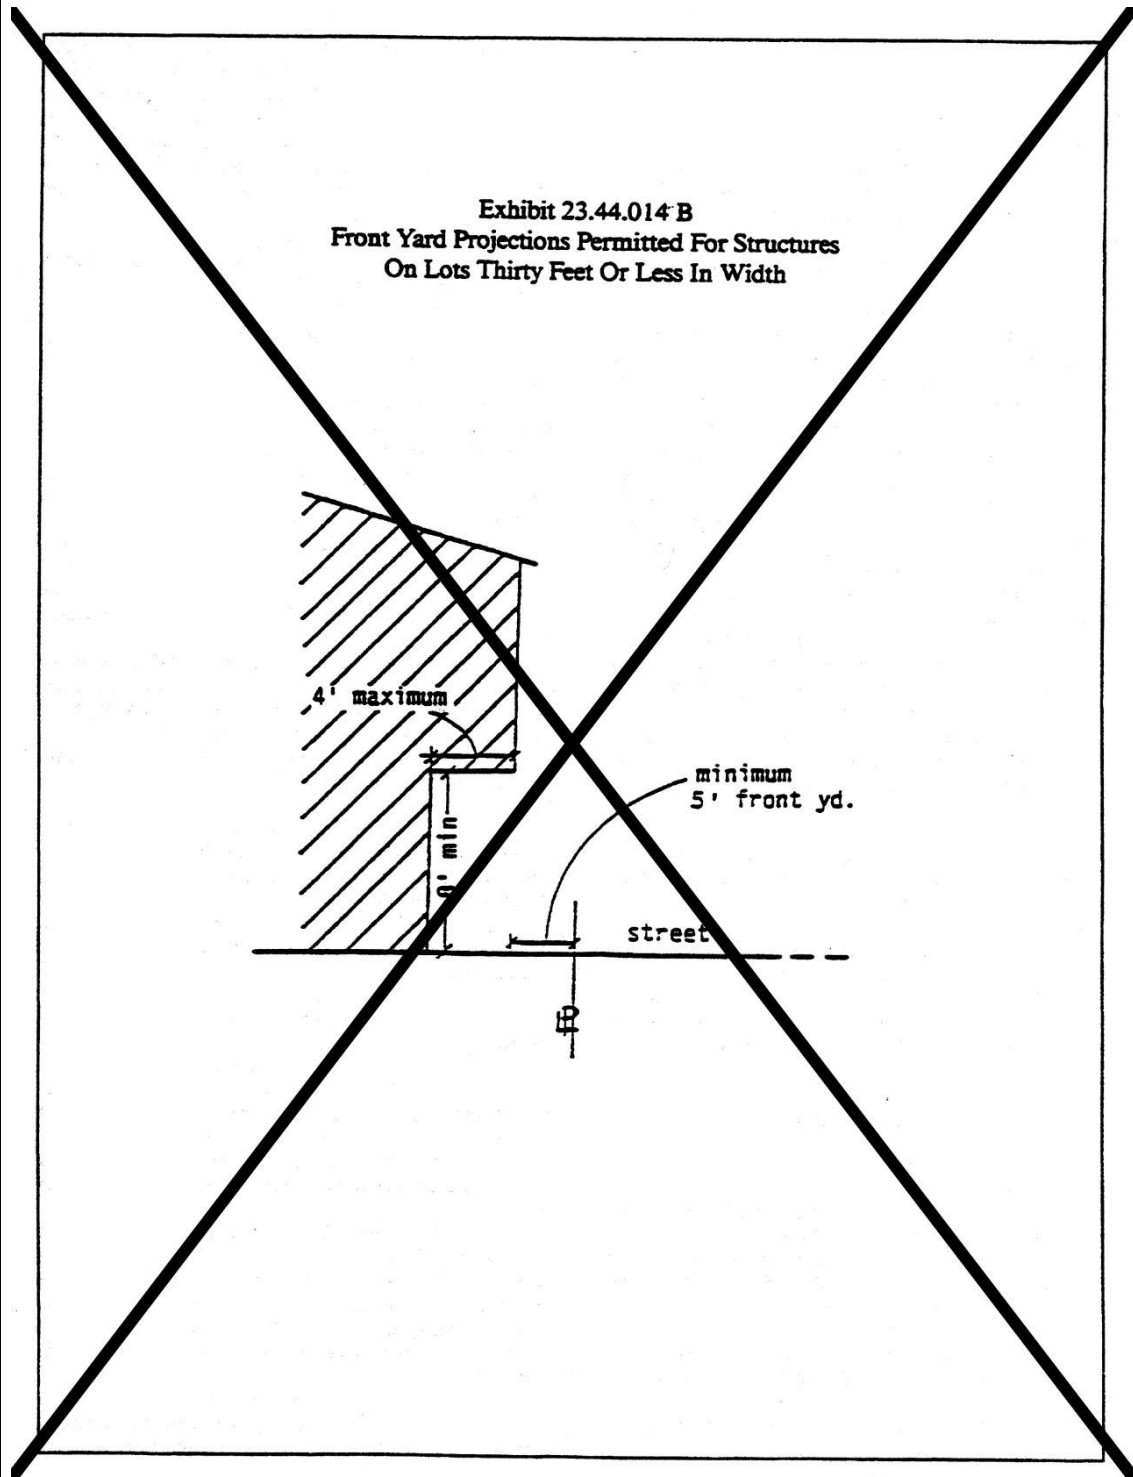 Exhibit 23.44.014 B
Front Yard Projections Permitted For Structures
On Lots Thirty Feet Or Less In Width
4' maximum
minimum
5' front yd.
min
street